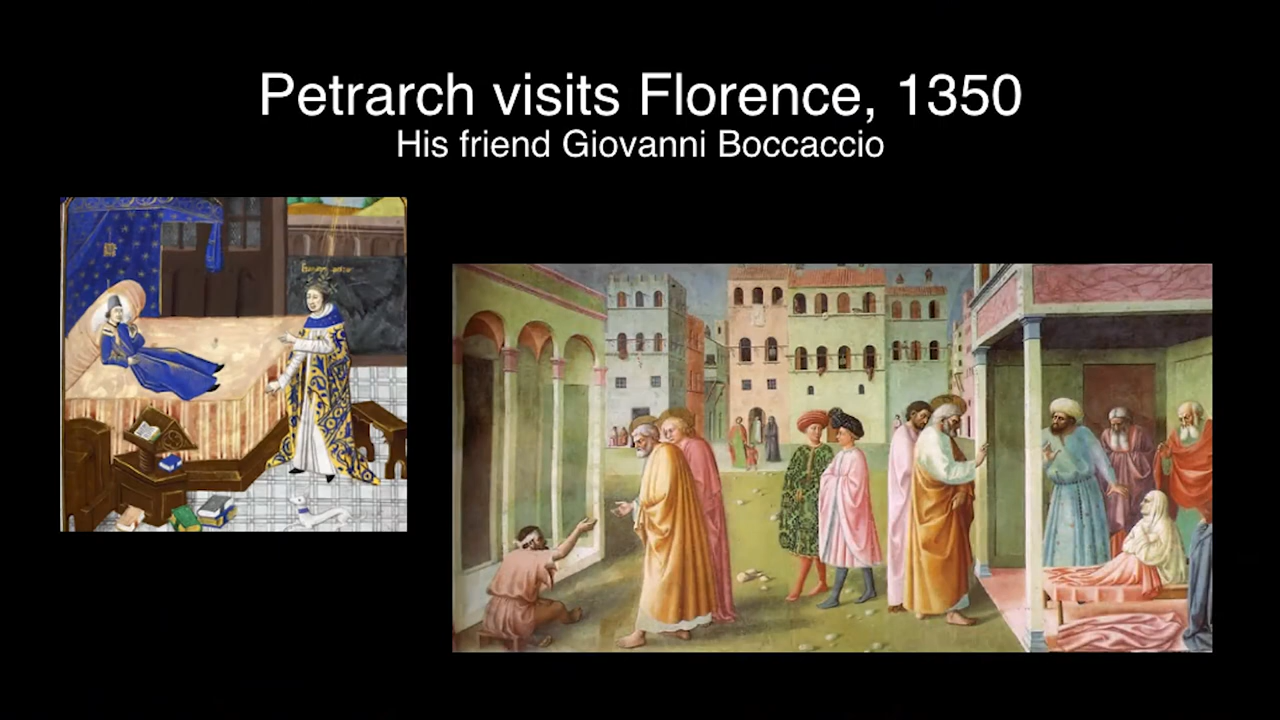 Petrarch visits Florence, 1350
His friend Giovanni Boccaccio